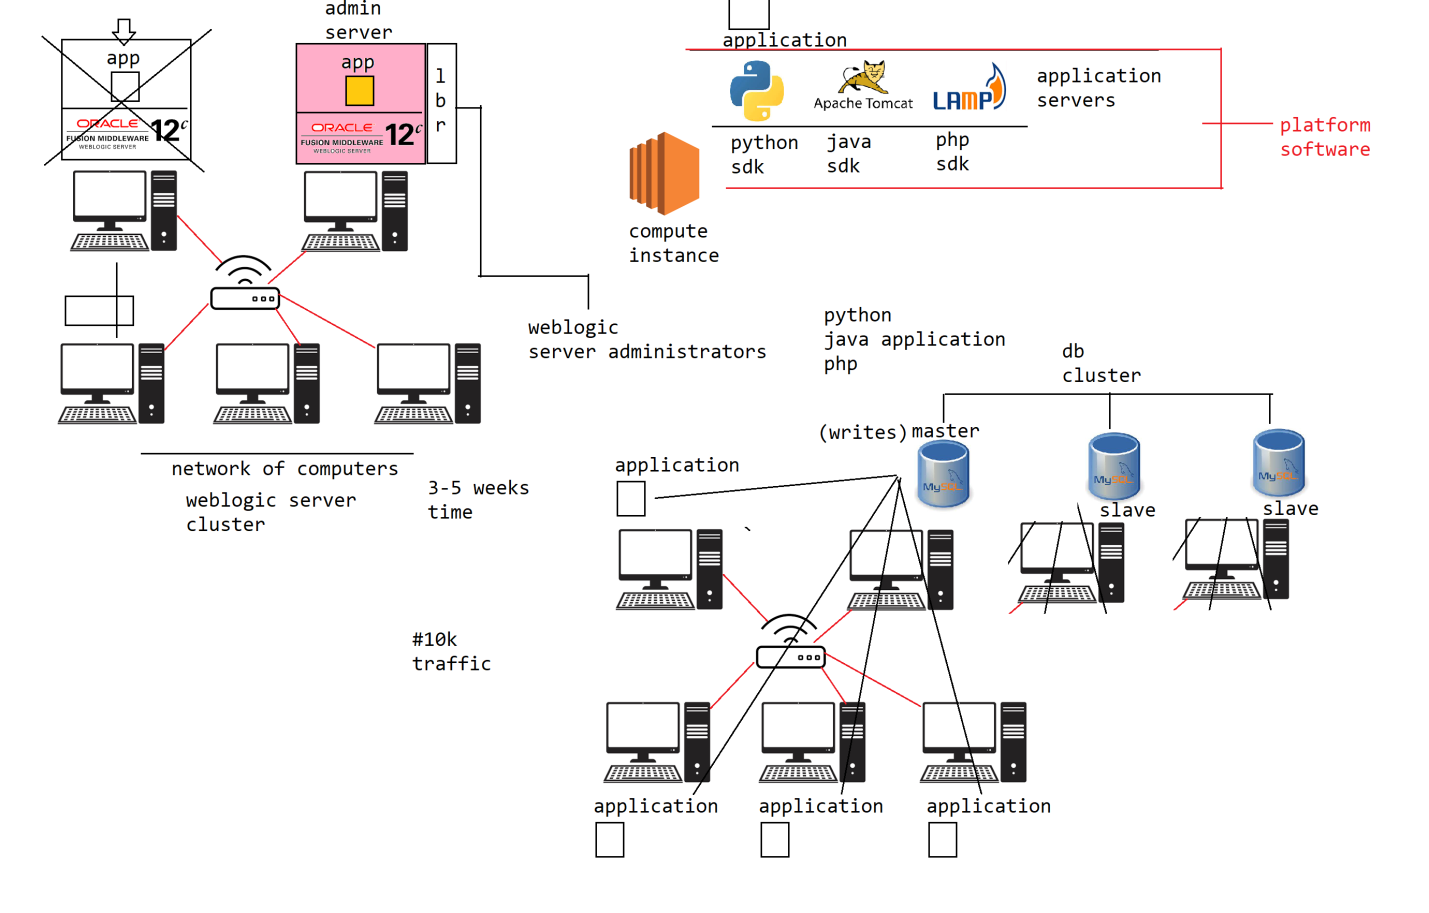 admin
server
app
ORACLE
FUSION MIDDLEWARE
WEBLOGIC SERVER
12c
app
ORACLE
FUSION MIDDLEWARE
WEBLOGIC SERVER
12c
l
b
r
network of computers
weblogic server
cluster
3-5 weeks
time
#10k
traffic
weblogic
server administrators
application
Apache Tomcat
LAMP
application
servers
python
sdk
java
sdk
php
sdk
platform
software
compute
instance
python
java application
php
db
cluster
(writes) master
MySQL
MySQL
MySQL
slave
slave
application
`
application
application
application